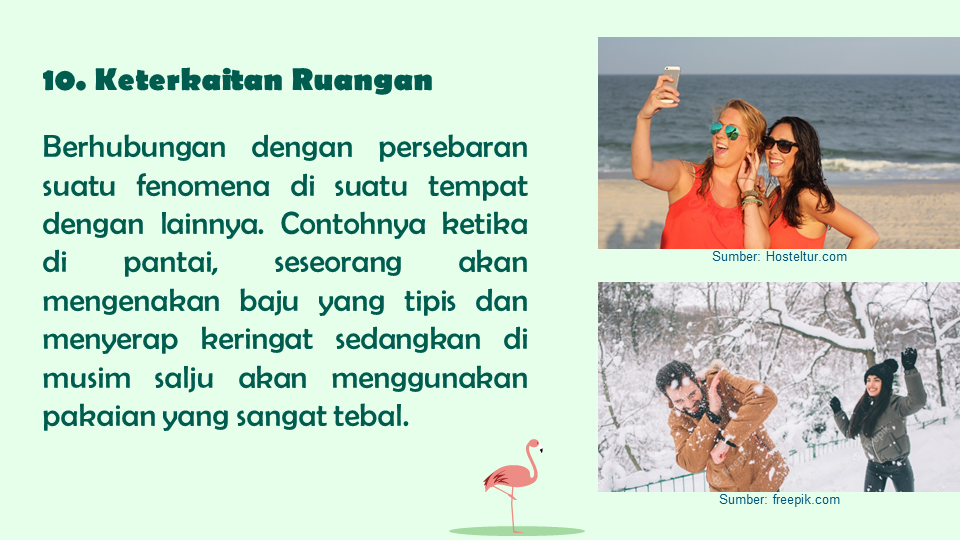 10. Keterkaitan Ruangan
Berhubungan dengan persebaran
suatu fenomena di suatu tempat
dengan lainnya. Contohnya ketika
di pantai, seseorang akan
mengenakan baju yang tipis dan
menyerap keringat sedangkan di
musim salju akan menggunakan
pakaian yang sangat tebal.
Sumber: Hosteltur.com
Sumber: freepik.com